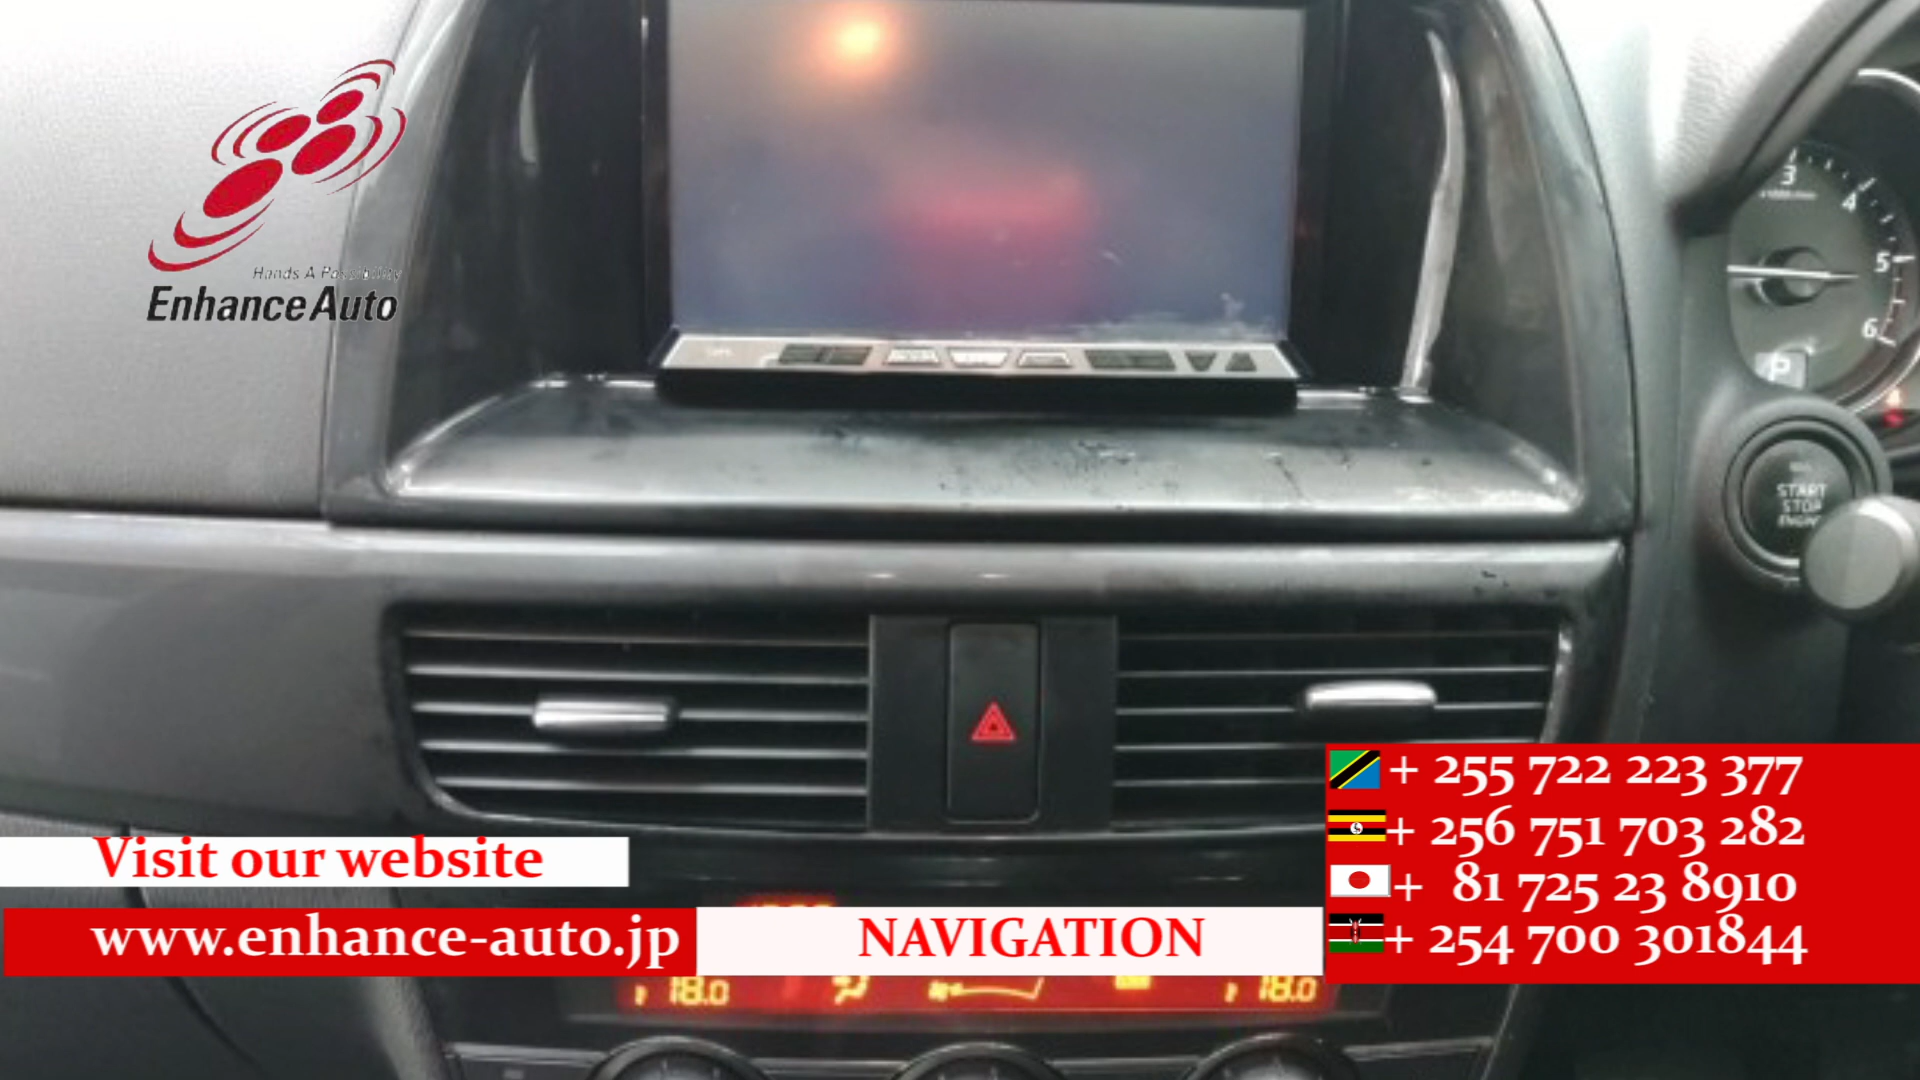 Hands A Possibility
EnhanceAuto
3
4
5
6
P
START
STOP
ENGINE
+ 255 722 223 377
+ 256 751 703 282
+ 81 725 23 8910
+ 254 700 301844
Visit our website
www.enhance-auto.jp
NAVIGATION
18.0
18.0